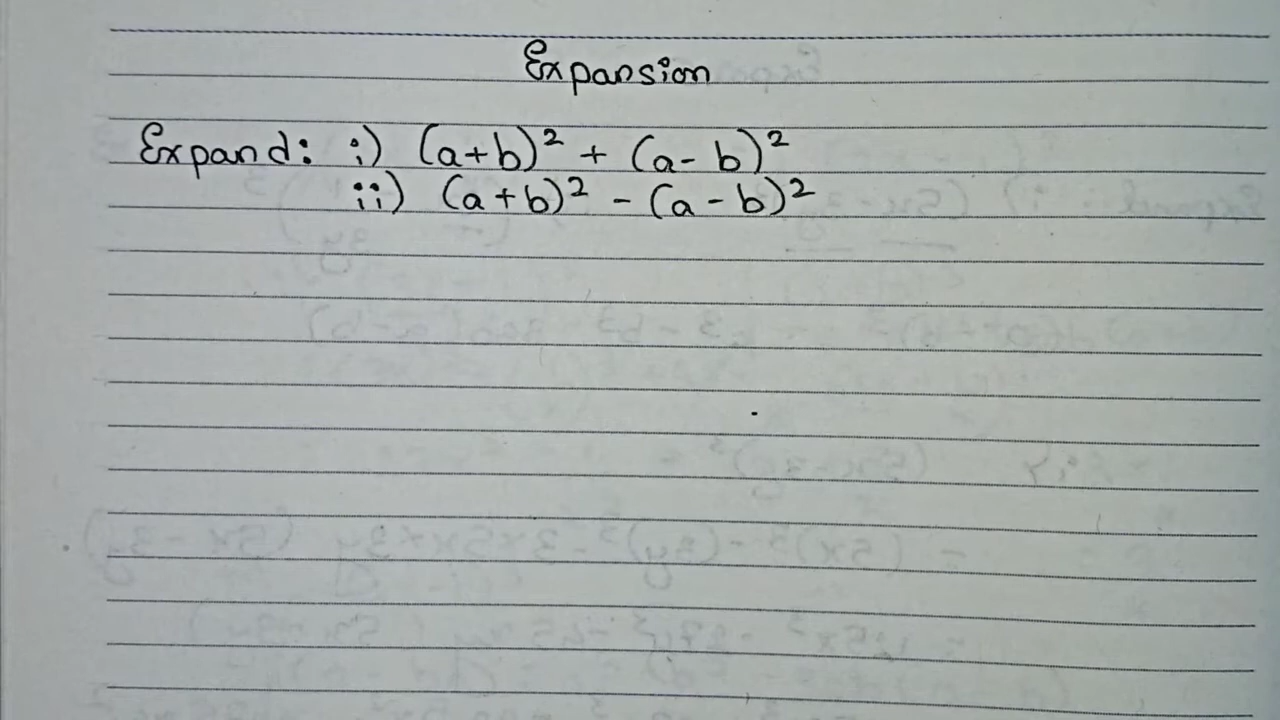 Expansion
Expand: i) (a+b)² + (a-b)²
ii) (a+b)² - (a-b)²